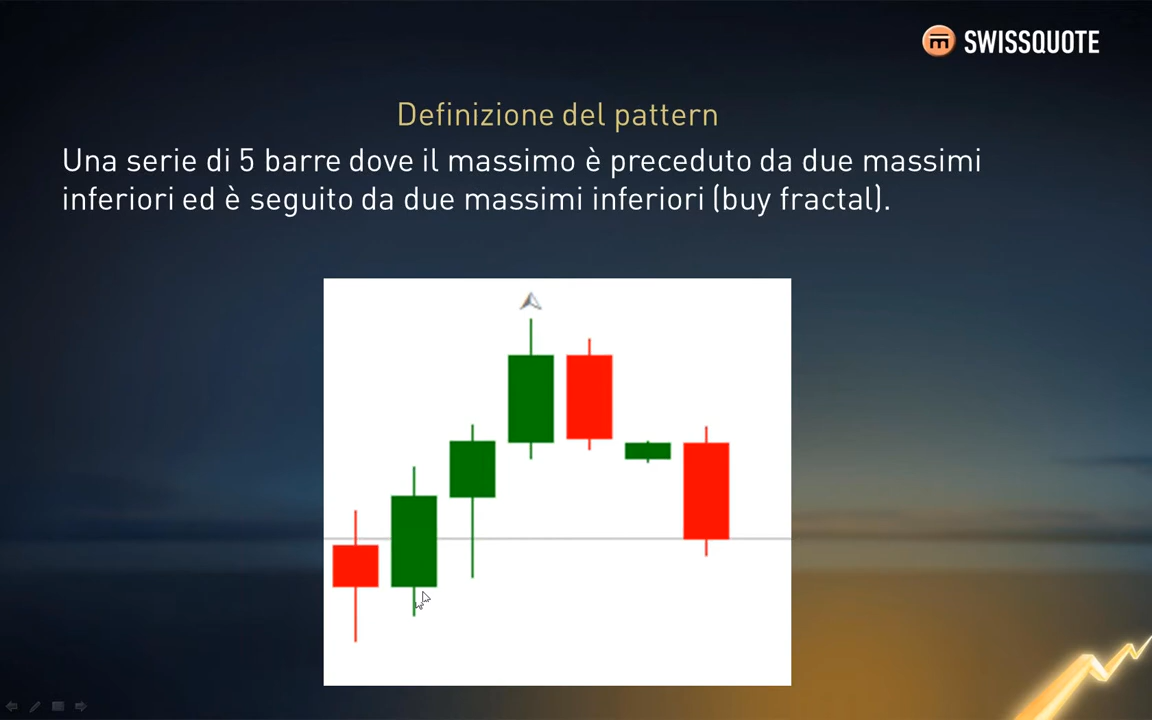 SWISSQUOTE
Definizione del pattern
Una serie di 5 barre dove il massimo è preceduto da due massimi
inferiori ed è seguito da due massimi inferiori (buy fractal).